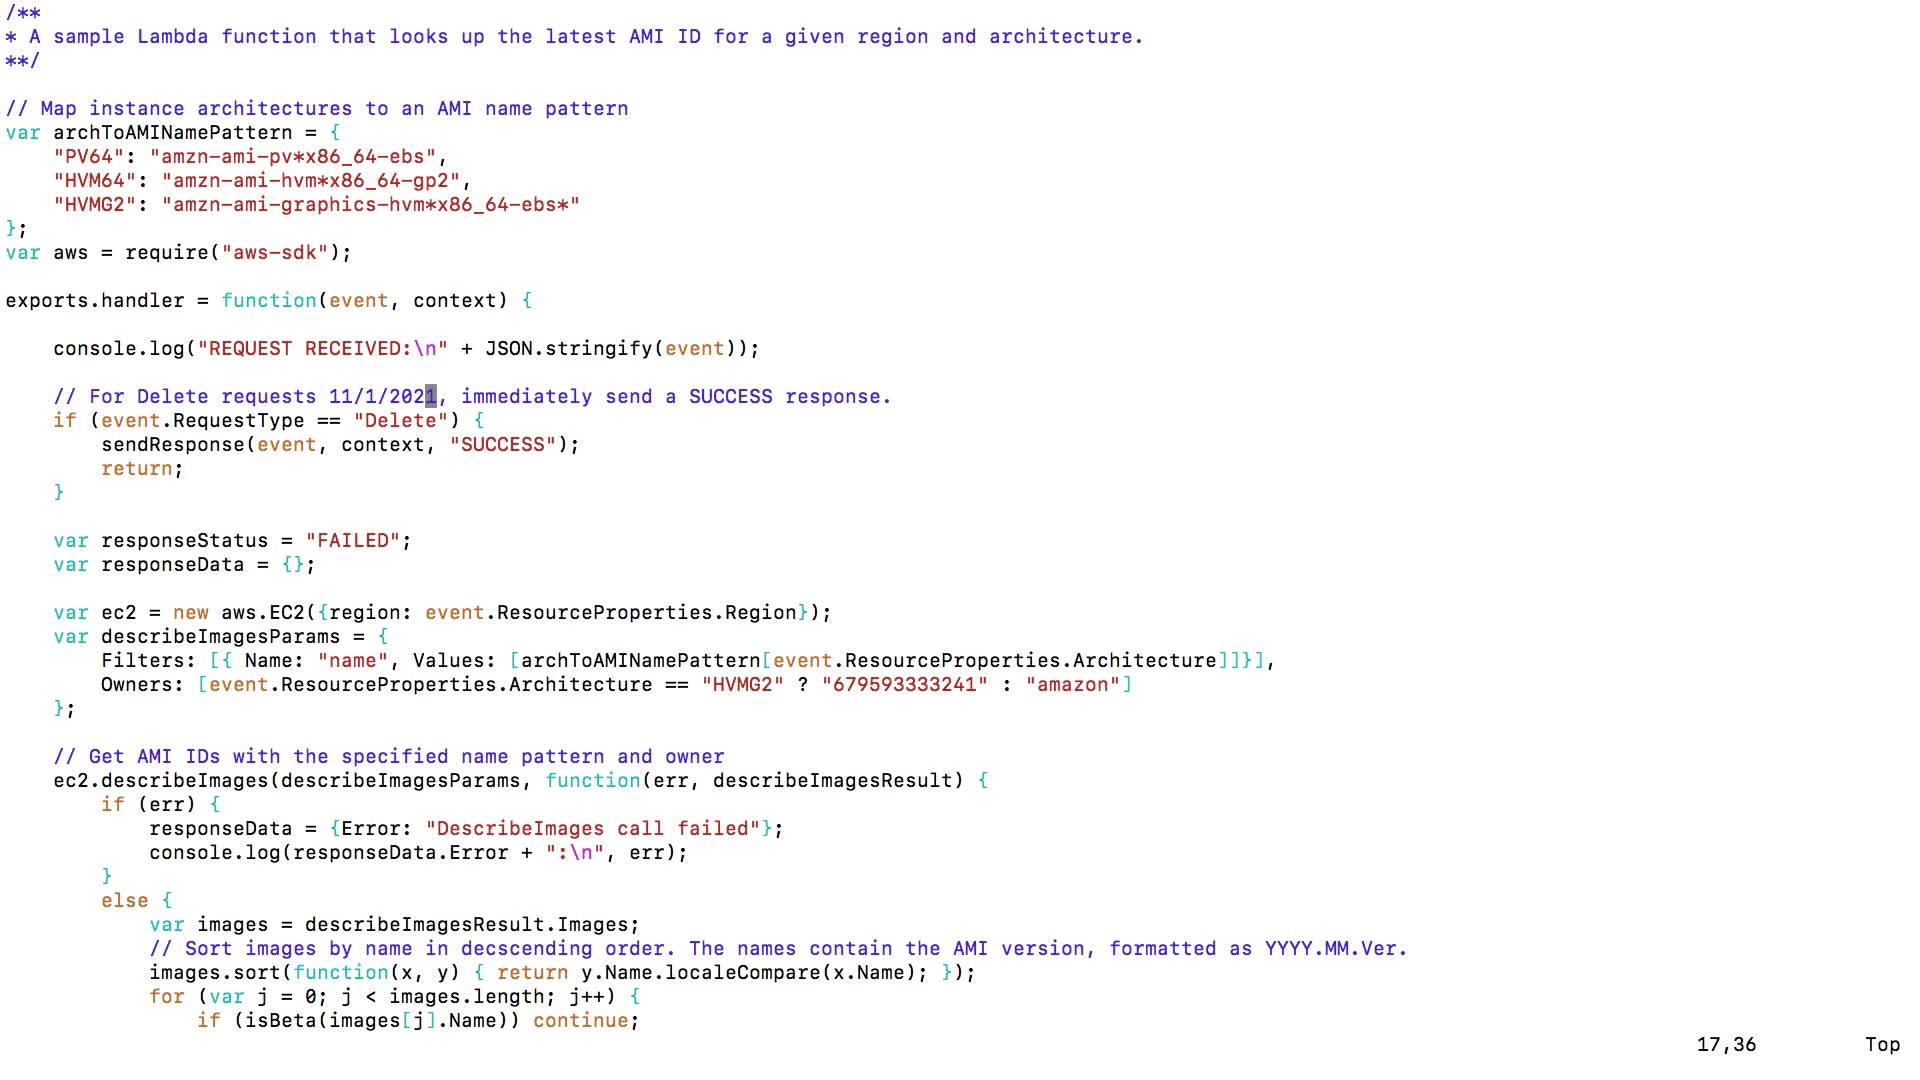 /**
* A sample Lambda function that looks up the latest AMI ID for a given region and architecture.
**/

// Map instance architectures to an AMI name pattern
var archToAMINamePattern = {
    "PV64": "amzn-ami-pv*x86_64-ebs",
    "HVM64": "amzn-ami-hvm*x86_64-gp2",
    "HVMG2": "amzn-ami-graphics-hvm*x86_64-ebs*"
};
var aws = require("aws-sdk");

exports.handler = function(event, context) {

    console.log("REQUEST RECEIVED:\n" + JSON.stringify(event));

    // For Delete requests 11/1/2021, immediately send a SUCCESS response.
    if (event.RequestType == "Delete") {
        sendResponse(event, context, "SUCCESS");
        return;
    }

    var responseStatus = "FAILED";
    var responseData = {};

    var ec2 = new aws.EC2({region: event.ResourceProperties.Region});
    var describeImagesParams = {
        Filters: [{ Name: "name", Values: [archToAMINamePattern[event.ResourceProperties.Architecture]]}],
        Owners: [event.ResourceProperties.Architecture == "HVMG2" ? "679593333241" : "amazon"]
    };

    // Get AMI IDs with the specified name pattern and owner
    ec2.describeImages(describeImagesParams, function(err, describeImagesResult) {
        if (err) {
            responseData = {Error: "DescribeImages call failed"};
            console.log(responseData.Error + ":\n", err);
        }
        else {
            var images = describeImagesResult.Images;
            // Sort images by name in decscending order. The names contain the AMI version, formatted as YYYY.MM.Ver.
            images.sort(function(x, y) { return y.Name.localeCompare(x.Name); });
            for (var j = 0; j < images.length; j++) {
                if (isBeta(images[j].Name)) continue;
17,36 Top